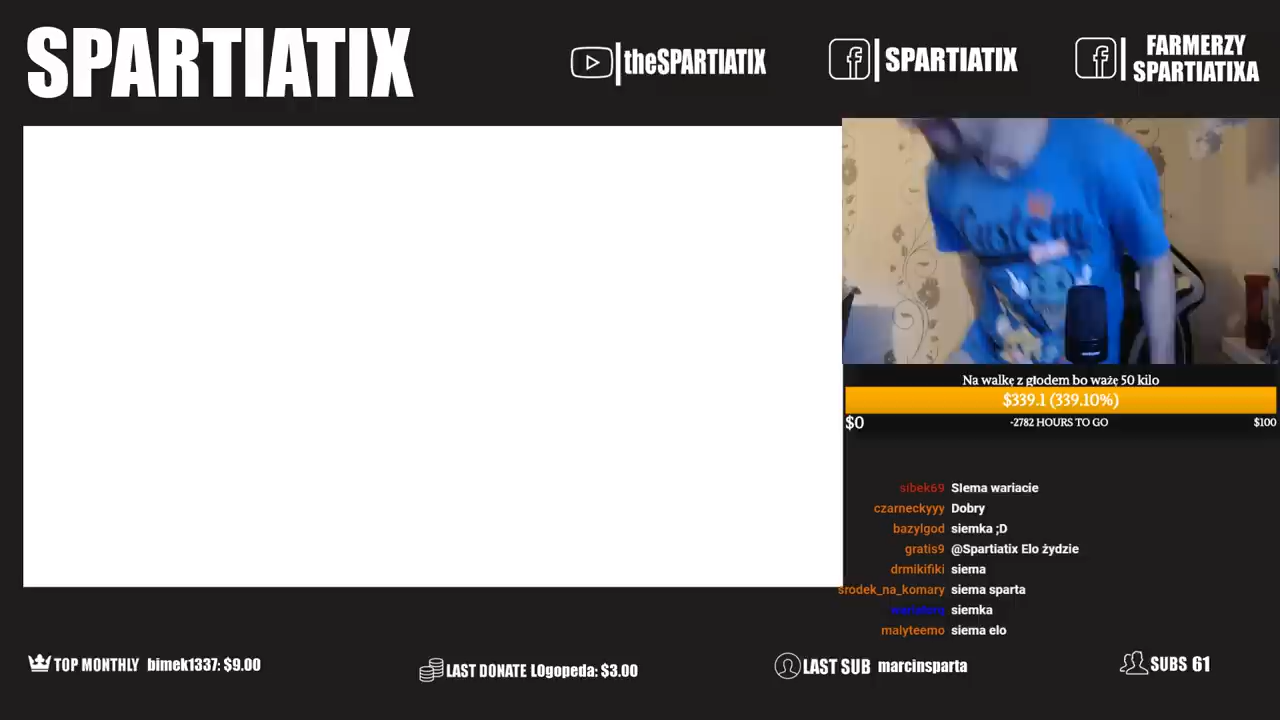 SPARTIATIX
theSPARTIATIX
SPARTIATIX
FARMERZY
SPARTIATIXA
Custom
Na walkę z głodem bo ważę 50 kilo
$339.1 (339.10%)
$0
-2782 HOURS TO GO
$100
sibek69 SIema wariacie
czarneckyyy Dobry
bazylgod siemka ;D
gratis9 @Spartiatix Elo żydzie
drmikifiki siema
srodek_na_komary siema sparta
siemka
malyteemo siema elo
TOP MONTHLY bimek1337: $9.00
LAST DONATE L0gopeda: $3.00
LAST SUB marcinsparta
SUBS 61